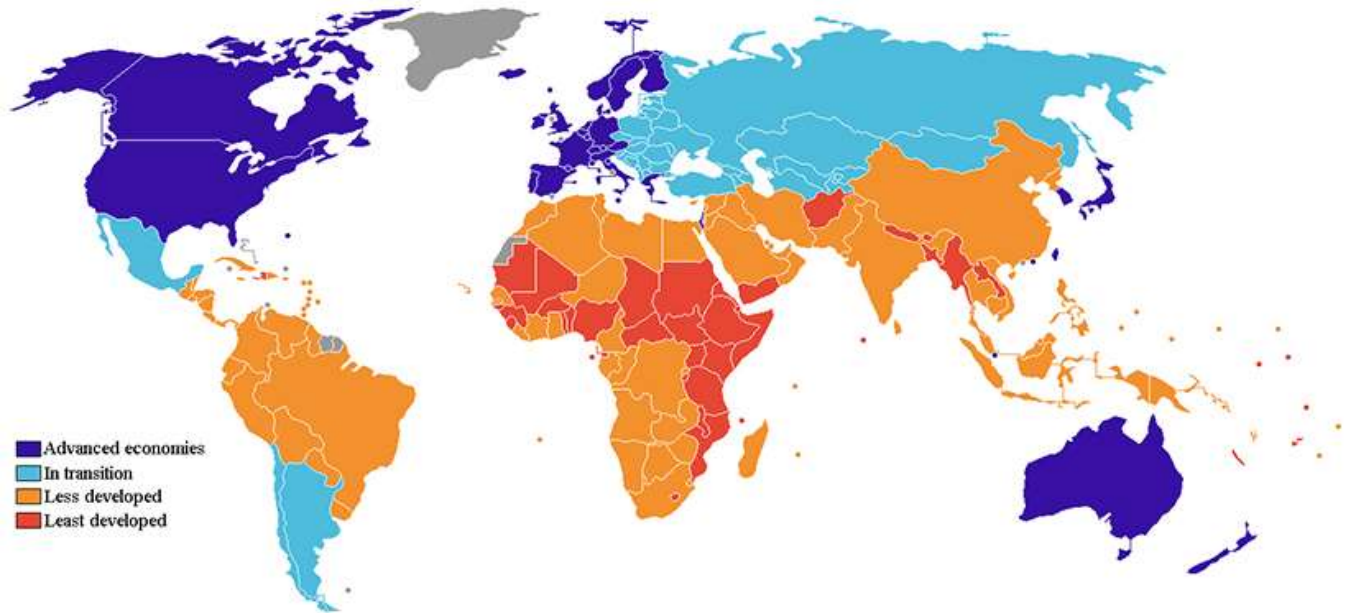 Advanced economies
In transition
Less developed
Least developed